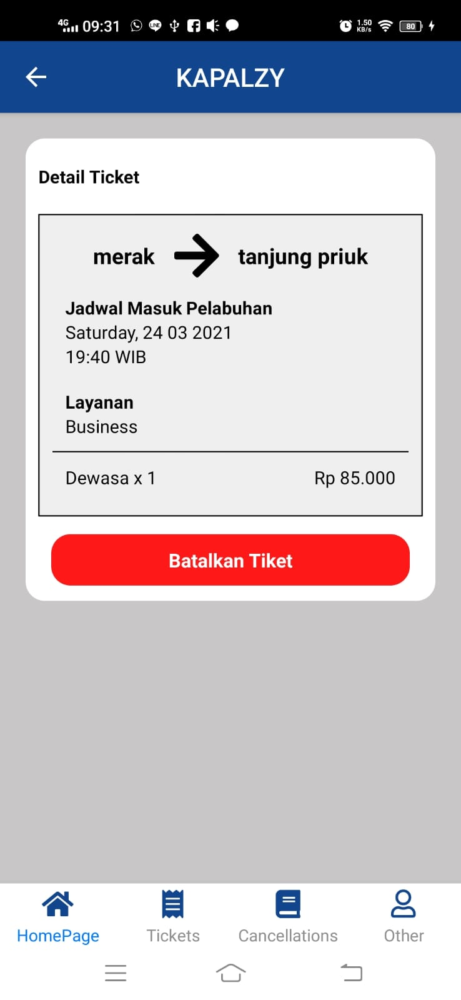 4G 09:31 LINE 1.50 KB/s 80
KAPALZY
Detail Ticket
merak tanjung priuk
Jadwal Masuk Pelabuhan
Saturday, 24 03 2021
19:40 WIB
Layanan
Business
Dewasa x 1 Rp 85.000
Batalkan Tiket
HomePage Tickets Cancellations Other